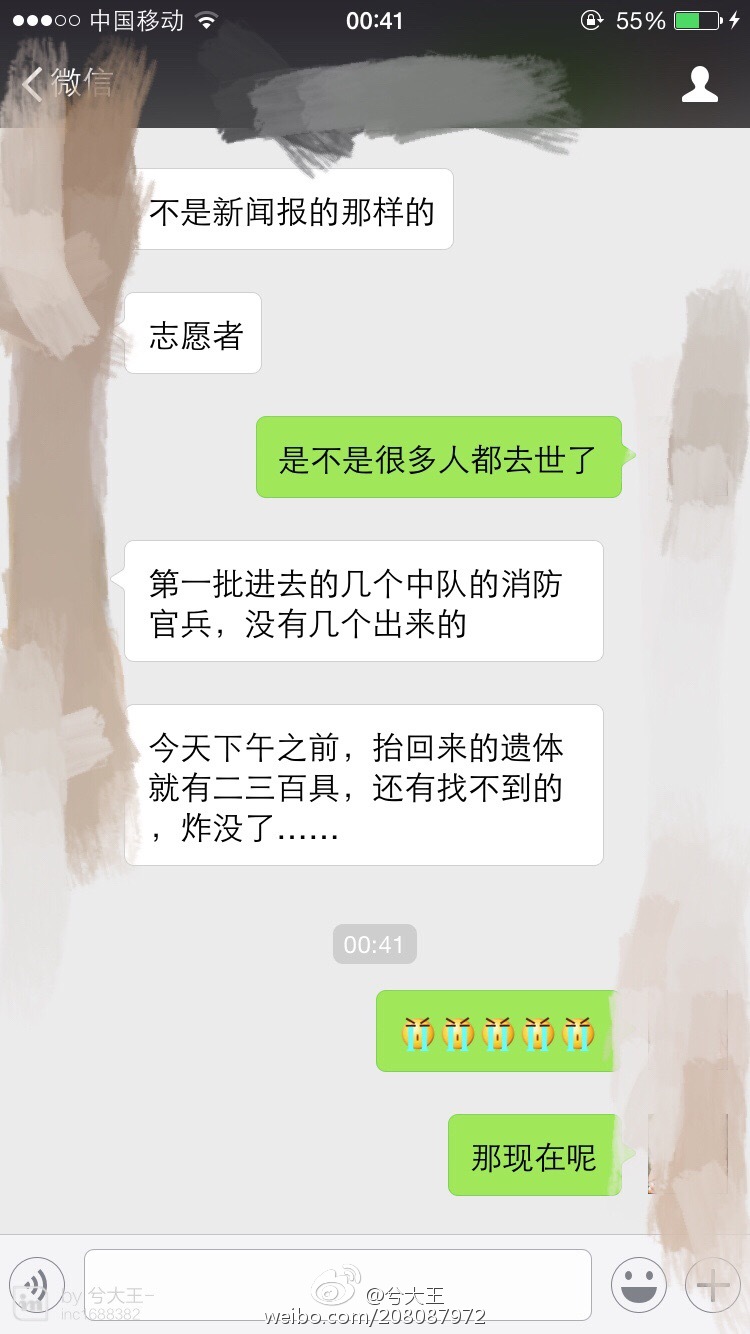 中国移动
00:41
55%
微信
不是新闻报的那样的
志愿者
是不是很多人都去世了
第一批进去的几个中队的消防
官兵，没有几个出来的
今天下午之前，抬回来的遗体
就有二三百具，还有找不到的
，炸没了……
00:41
😭😭😭😭😭
那现在呢
by 兮大王-
inc1688382
@兮大王
weibo.com/208087972